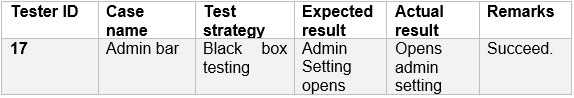 Tester ID Case name Test strategy Expected result Actual result Remarks
17 Admin bar Black box testing Admin Setting opens Opens admin setting Succeed.